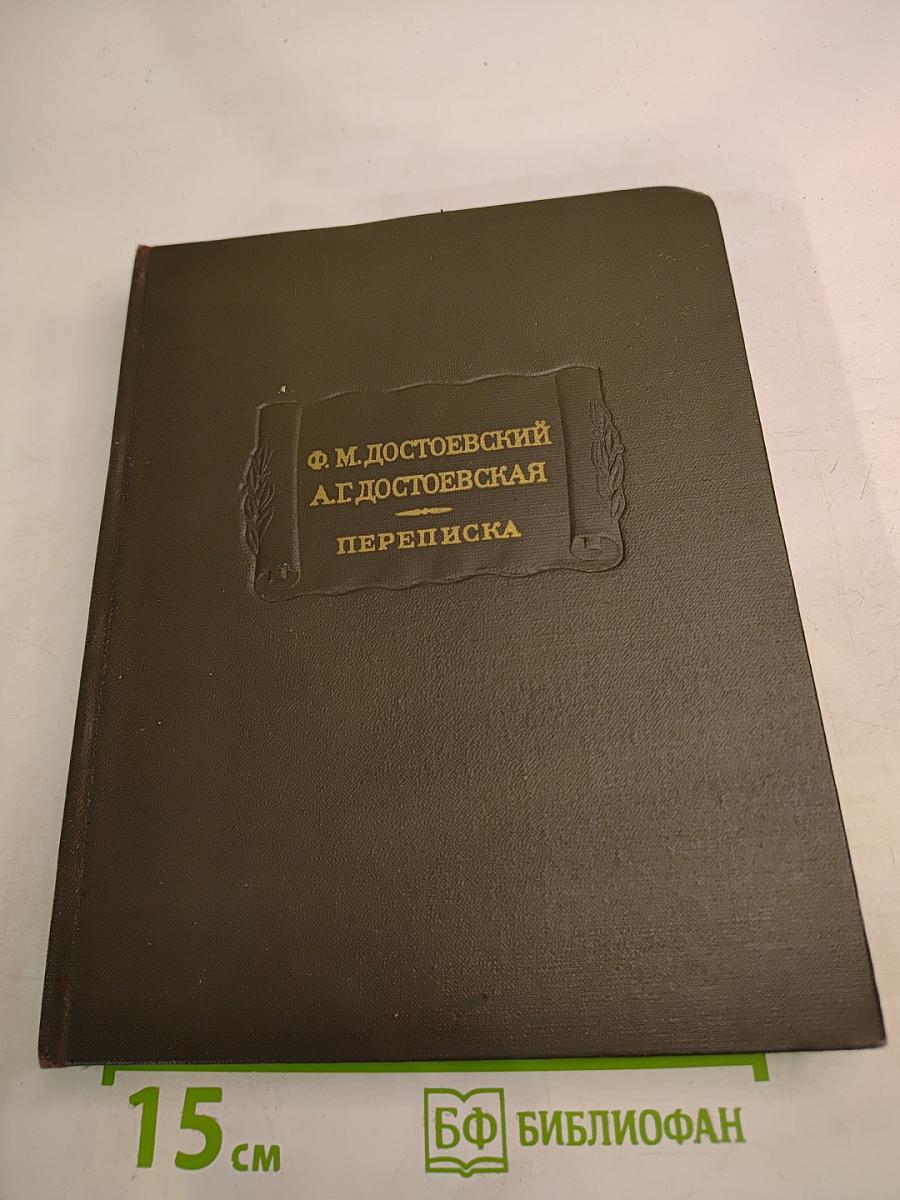 Ф. М. ДОСТОЕВСКИЙ
А. Г. ДОСТОЕВСКАЯ
ПЕРЕПИСКА
15 см
БФ БИБЛИОФАН